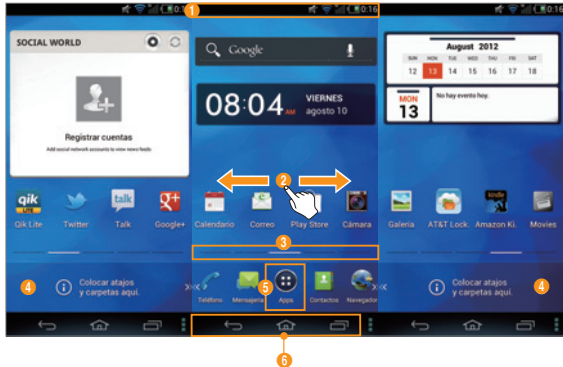 0:1
1
0:16
0:16
SOCIAL WORLD
Registrar cuentas
Add social network accounts to view news feeds
qik
LITE
talk
g+
Qik Lite
Twitter
Talk
Google+
4
Colocar atajos
y carpetas aquí.
Google
08:04 AM
VIERNES
agosto 10
2
Calendario
Correo
Play Store
Cámara
3
5
Teléfono
Mensajería
Apps
Contactos
Navegador
6
August 2012
SUN MON TUE WED THU FRI SAT
12 13 14 15 16 17 18
MON
13
No hay evento hoy.
kindle
Galería
AT&T Lock.
Amazon Ki.
Movies
Colocar atajos
y carpetas aquí.
4